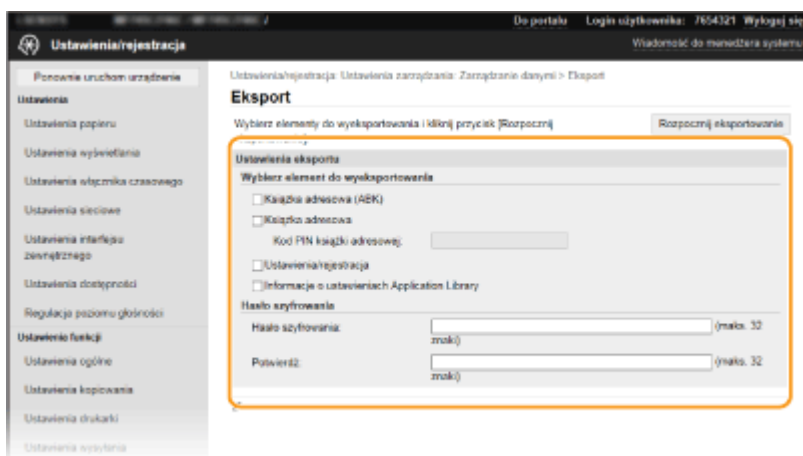 Do portalu Login użytkownika: 7654321 Wyloguj się
Ustawienia/rejestracja
Wiadomość do menedżera systemu
Ponownie uruchom urządzenie
Ustawienia/rejestracja: Ustawienia zarządzania: Zarządzanie danymi > Eksport
Ustawienia
Eksport
Ustawienia papieru
Wybierz elementy do wyeksportowania i kliknij przycisk [Rozpocznij
Rozpocznij eksportowanie
Ustawienia wyświetlania
Ustawienia eksportu
Wybierz element do wyeksportowania
Ustawienia włącznika czasowego
Książka adresowa (ABK)
Ustawienia sieciowe
Książka adresowa
Kod PIN książki adresowej:
Ustawienia interfejsu
zewnętrznego
Ustawienia/rejestracja
Ustawienia dostępności
Informacje o ustawieniach Application Library
Hasło szyfrowania
Regulacja poziomu głośności
Hasło szyfrowania: (maks. 32
znaki)
Ustawienia funkcji
Ustawienia ogólne
Potwierdź: (maks. 32
znaki)
Ustawienia kopiowania
Ustawienia drukarki
Ustawienia wysyłania